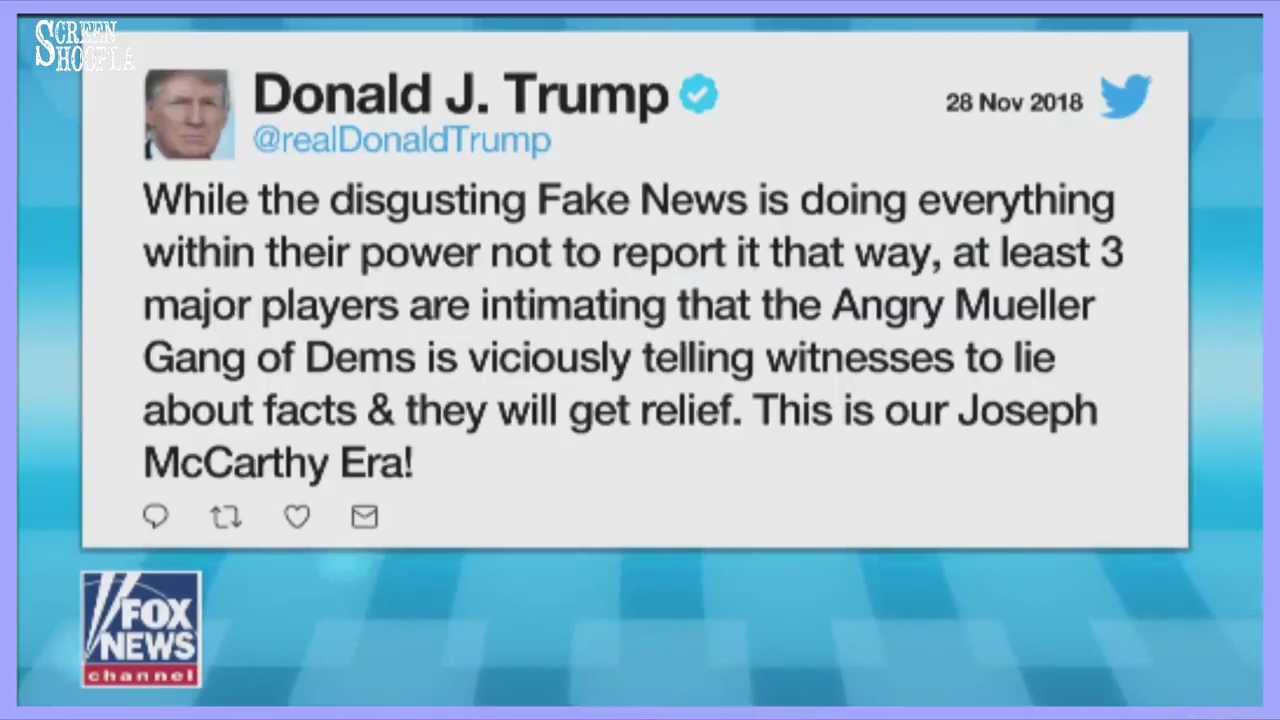 SCREEN
HOOPLA
Donald J. Trump
28 Nov 2018
@realDonaldTrump
While the disgusting Fake News is doing everything
within their power not to report it that way, at least 3
major players are intimating that the Angry Mueller
Gang of Dems is viciously telling witnesses to lie
about facts & they will get relief. This is our Joseph
McCarthy Era!
FOX
NEWS
channel